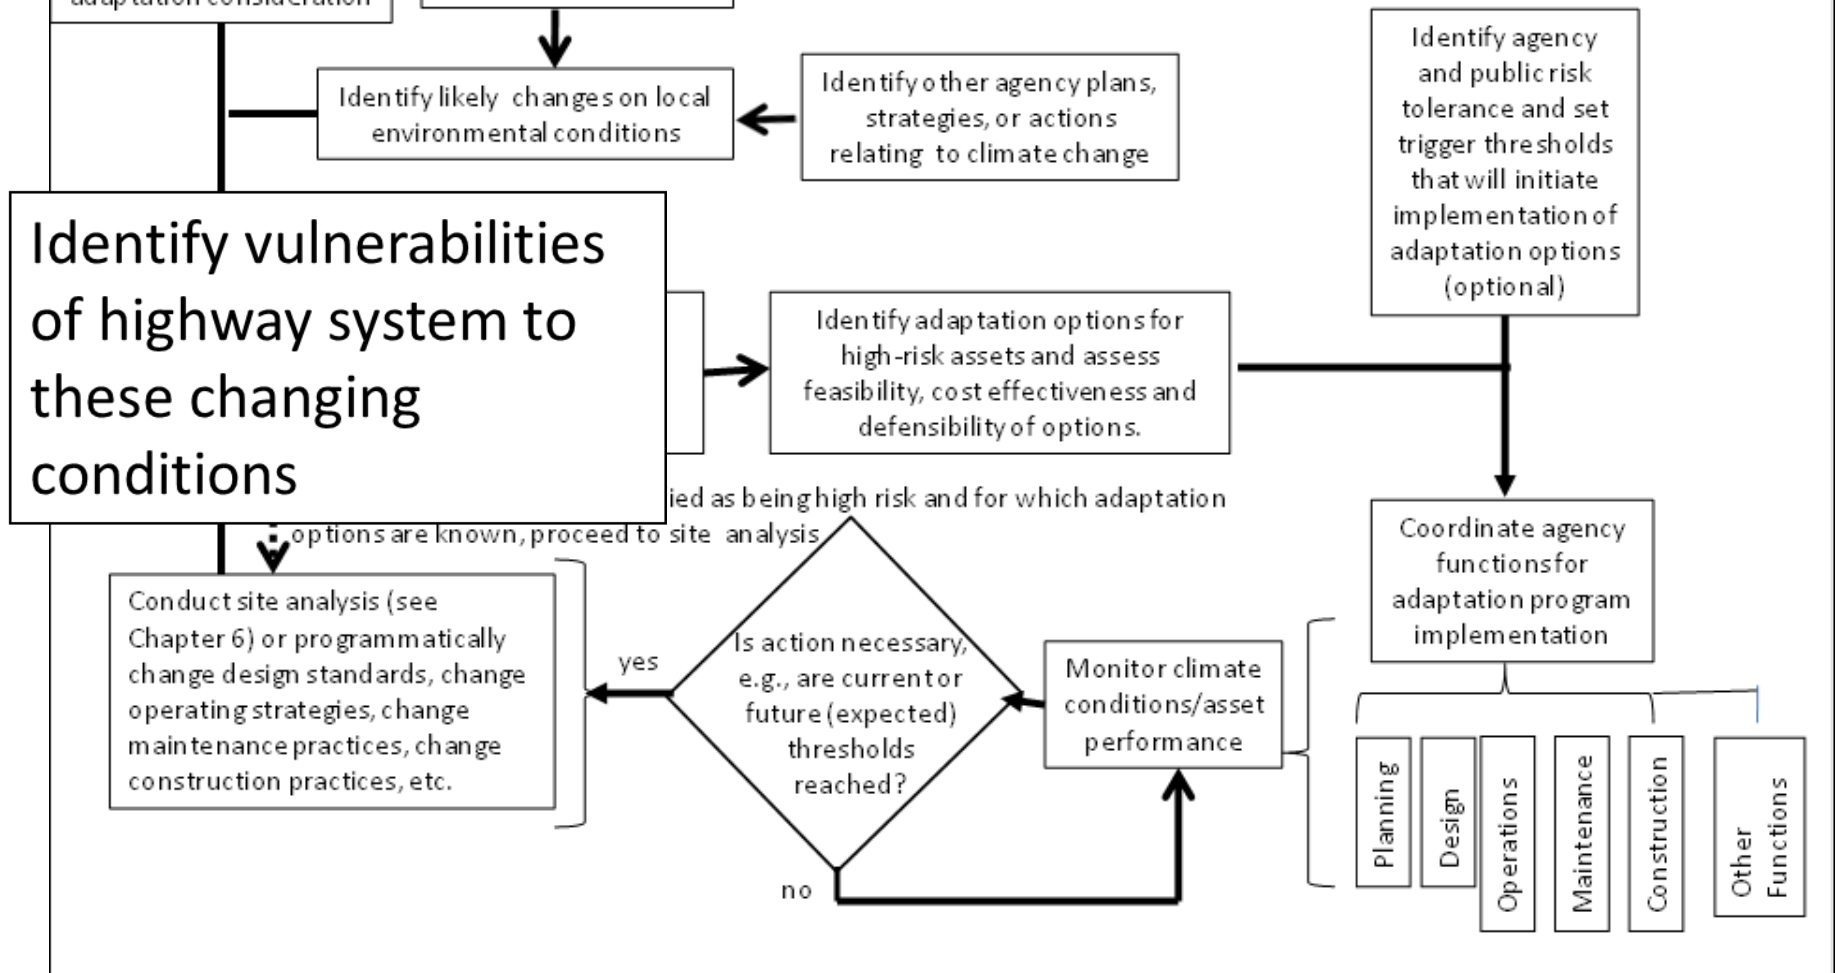 adaptation consideration
Identify likely changes on local
environmental conditions
Identify other agency plans,
strategies, or actions
relating to climate change
Identify agency
and public risk
tolerance and set
trigger thresholds
that will initiate
implementation of
adaptation options
(optional)
Identify vulnerabilities
of highway system to
these changing
conditions
Identify adaptation options for
high-risk assets and assess
feasibility, cost effectiveness and
defensibility of options.
as being high risk and for which adaptation
options are known, proceed to site analysis
Coordinate agency
functions for
adaptation program
implementation
Conduct site analysis (see
Chapter 6) or programmatically
change design standards, change
operating strategies, change
maintenance practices, change
construction practices, etc.
yes
Is action necessary,
e.g., are current or
future (expected)
thresholds
reached?
Monitor climate
conditions/asset
performance
no
Planning
Design
Operations
Maintenance
Construction
Other
Functions